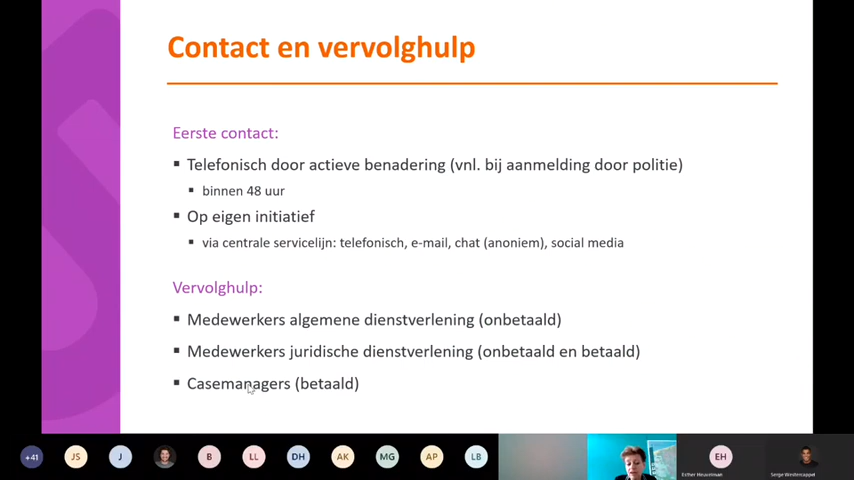 Contact en vervolghulp
Eerste contact:
Telefonisch door actieve benadering (vnl. bij aanmelding door politie)
binnen 48 uur
Op eigen initiatief
via centrale servicelijn: telefonisch, e-mail, chat (anoniem), social media
Vervolghulp:
Medewerkers algemene dienstverlening (onbetaald)
Medewerkers juridische dienstverlening (onbetaald en betaald)
Casemanagers (betaald)
+41 JS J B LL DH AK MG AP LB EH
Esther Heuvelman